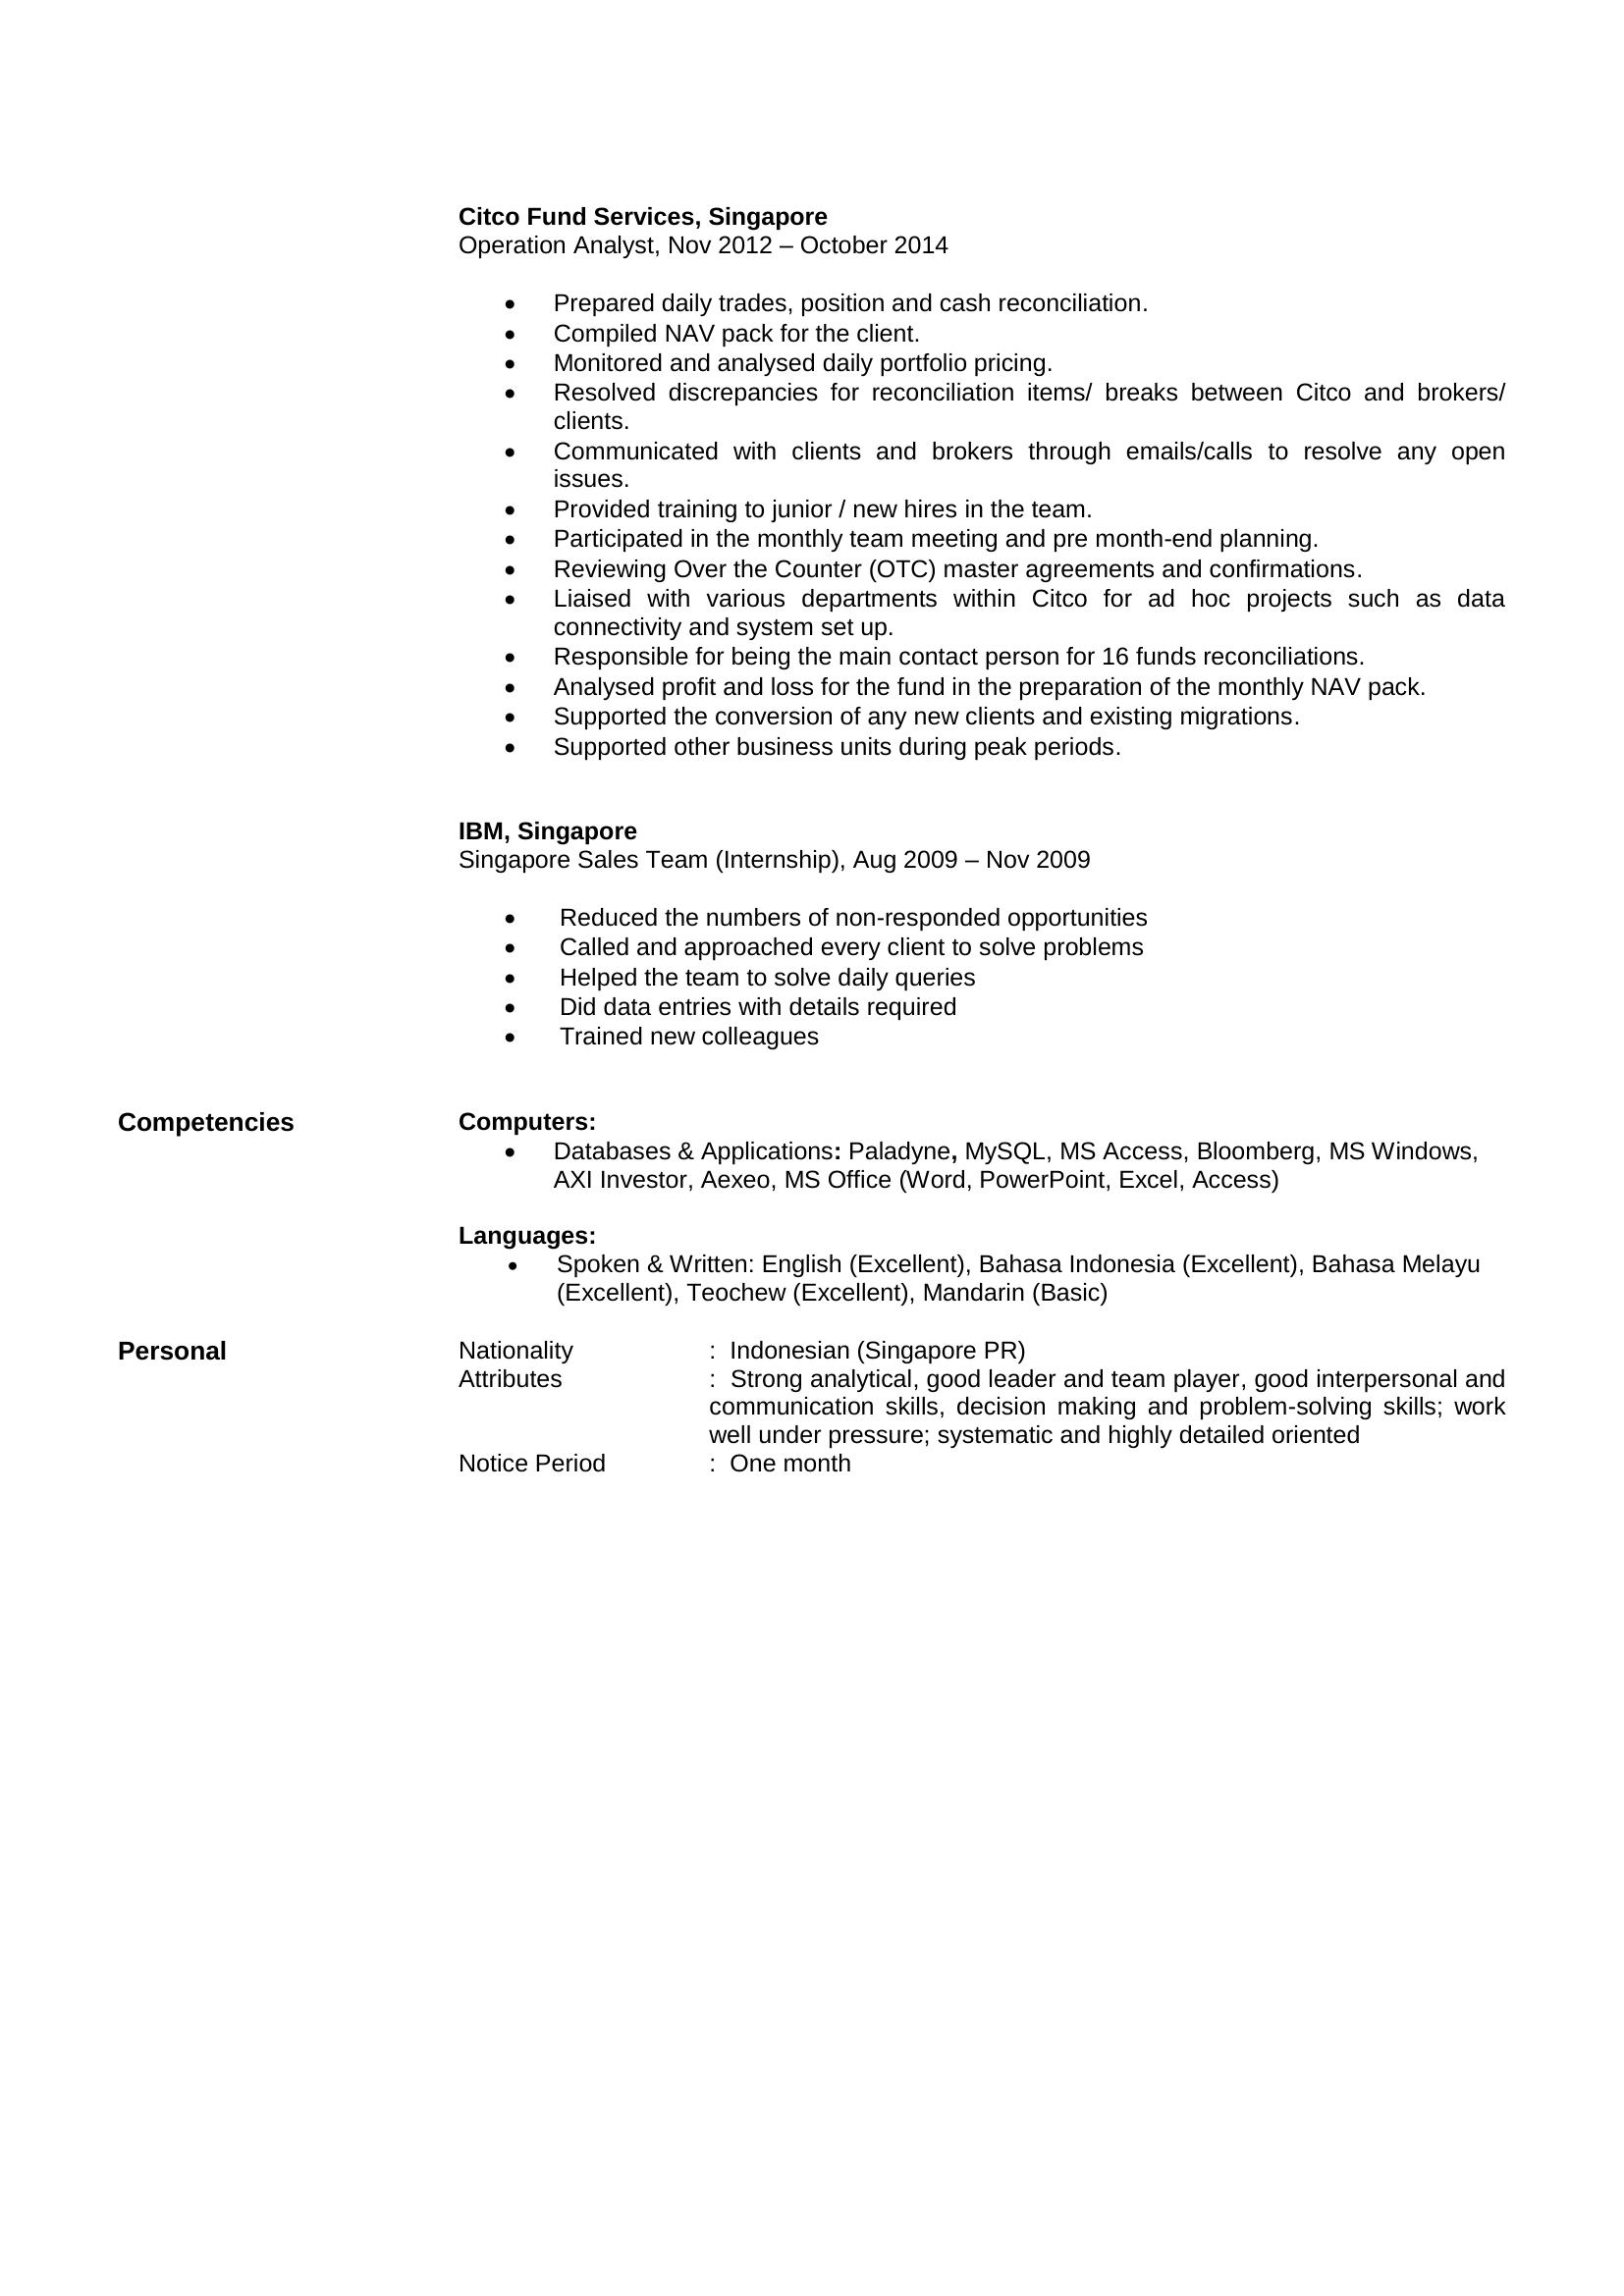 Citco Fund Services, Singapore
Operation Analyst, Nov 2012 – October 2014
• Prepared daily trades, position and cash reconciliation.
• Compiled NAV pack for the client.
• Monitored and analysed daily portfolio pricing.
• Resolved discrepancies for reconciliation items/ breaks between Citco and brokers/
clients.
• Communicated with clients and brokers through emails/calls to resolve any open
issues.
• Provided training to junior / new hires in the team.
• Participated in the monthly team meeting and pre month-end planning.
• Reviewing Over the Counter (OTC) master agreements and confirmations.
• Liaised with various departments within Citco for ad hoc projects such as data
connectivity and system set up.
• Responsible for being the main contact person for 16 funds reconciliations.
• Analysed profit and loss for the fund in the preparation of the monthly NAV pack.
• Supported the conversion of any new clients and existing migrations.
• Supported other business units during peak periods.
IBM, Singapore
Singapore Sales Team (Internship), Aug 2009 – Nov 2009
• Reduced the numbers of non-responded opportunities
• Called and approached every client to solve problems
• Helped the team to solve daily queries
• Did data entries with details required
• Trained new colleagues
Competencies Computers:
• Databases & Applications: Paladyne, MySQL, MS Access, Bloomberg, MS Windows,
AXI Investor, Aexeo, MS Office (Word, PowerPoint, Excel, Access)
Languages:
• Spoken & Written: English (Excellent), Bahasa Indonesia (Excellent), Bahasa Melayu
(Excellent), Teochew (Excellent), Mandarin (Basic)
Personal Nationality : Indonesian (Singapore PR)
Attributes : Strong analytical, good leader and team player, good interpersonal and
communication skills, decision making and problem-solving skills; work
well under pressure; systematic and highly detailed oriented
Notice Period : One month